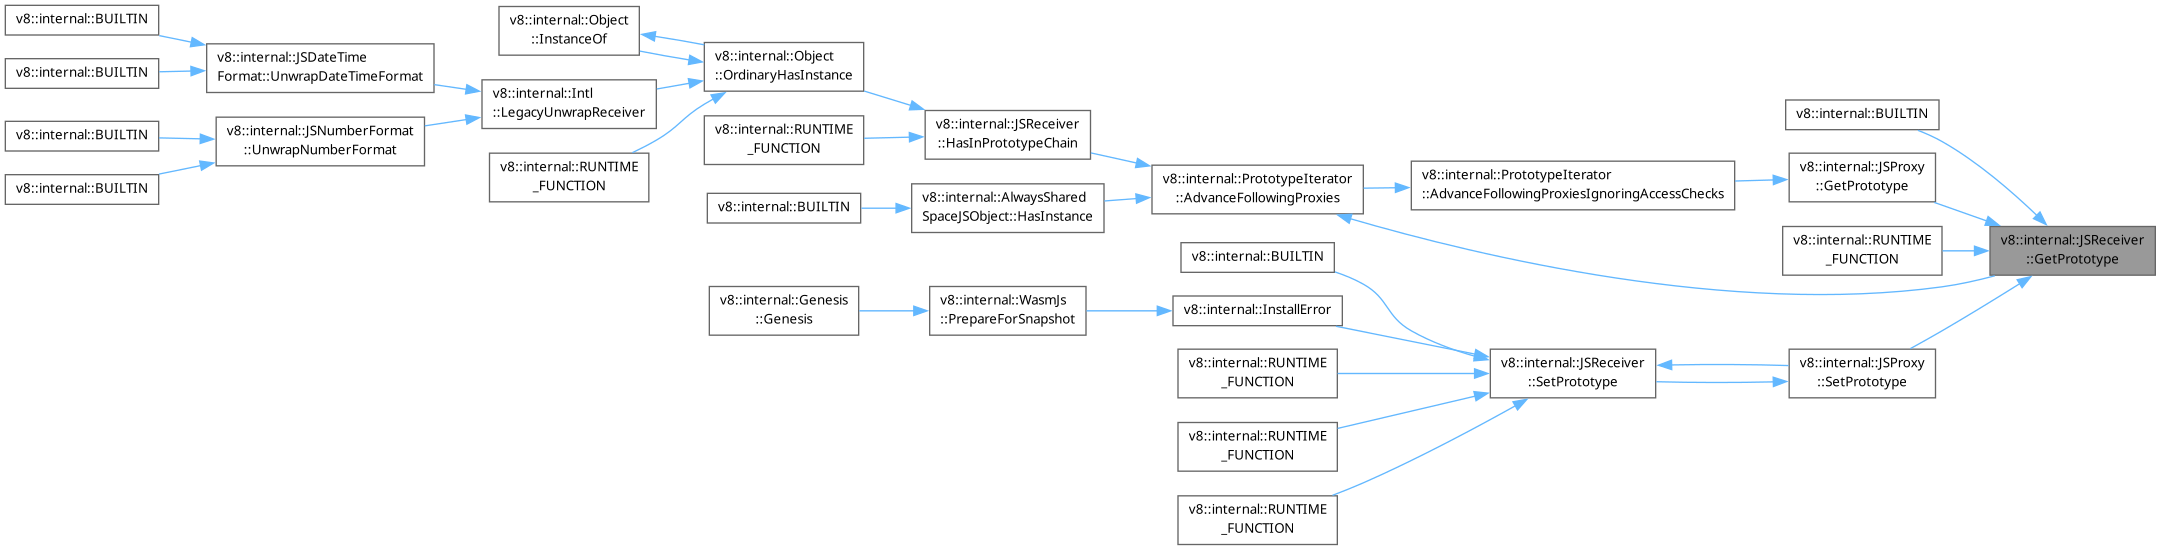 v8::internal::BUILTIN
v8::internal::BUILTIN
v8::internal::BUILTIN
v8::internal::BUILTIN
v8::internal::JSDateTime
Format::UnwrapDateTimeFormat
v8::internal::JSNumberFormat
::UnwrapNumberFormat
v8::internal::Object
::InstanceOf
v8::internal::Intl
::LegacyUnwrapReceiver
v8::internal::RUNTIME
_FUNCTION
v8::internal::Object
::OrdinaryHasInstance
v8::internal::RUNTIME
_FUNCTION
v8::internal::BUILTIN
v8::internal::Genesis
::Genesis
v8::internal::JSReceiver
::HasInPrototypeChain
v8::internal::AlwaysShared
SpaceJSObject::HasInstance
v8::internal::WasmJs
::PrepareForSnapshot
v8::internal::PrototypeIterator
::AdvanceFollowingProxies
v8::internal::BUILTIN
v8::internal::InstallError
v8::internal::RUNTIME
_FUNCTION
v8::internal::RUNTIME
_FUNCTION
v8::internal::RUNTIME
_FUNCTION
v8::internal::PrototypeIterator
::AdvanceFollowingProxiesIgnoringAccessChecks
v8::internal::JSReceiver
::SetPrototype
v8::internal::BUILTIN
v8::internal::JSProxy
::GetPrototype
v8::internal::RUNTIME
_FUNCTION
v8::internal::JSProxy
::SetPrototype
v8::internal::JSReceiver
::GetPrototype